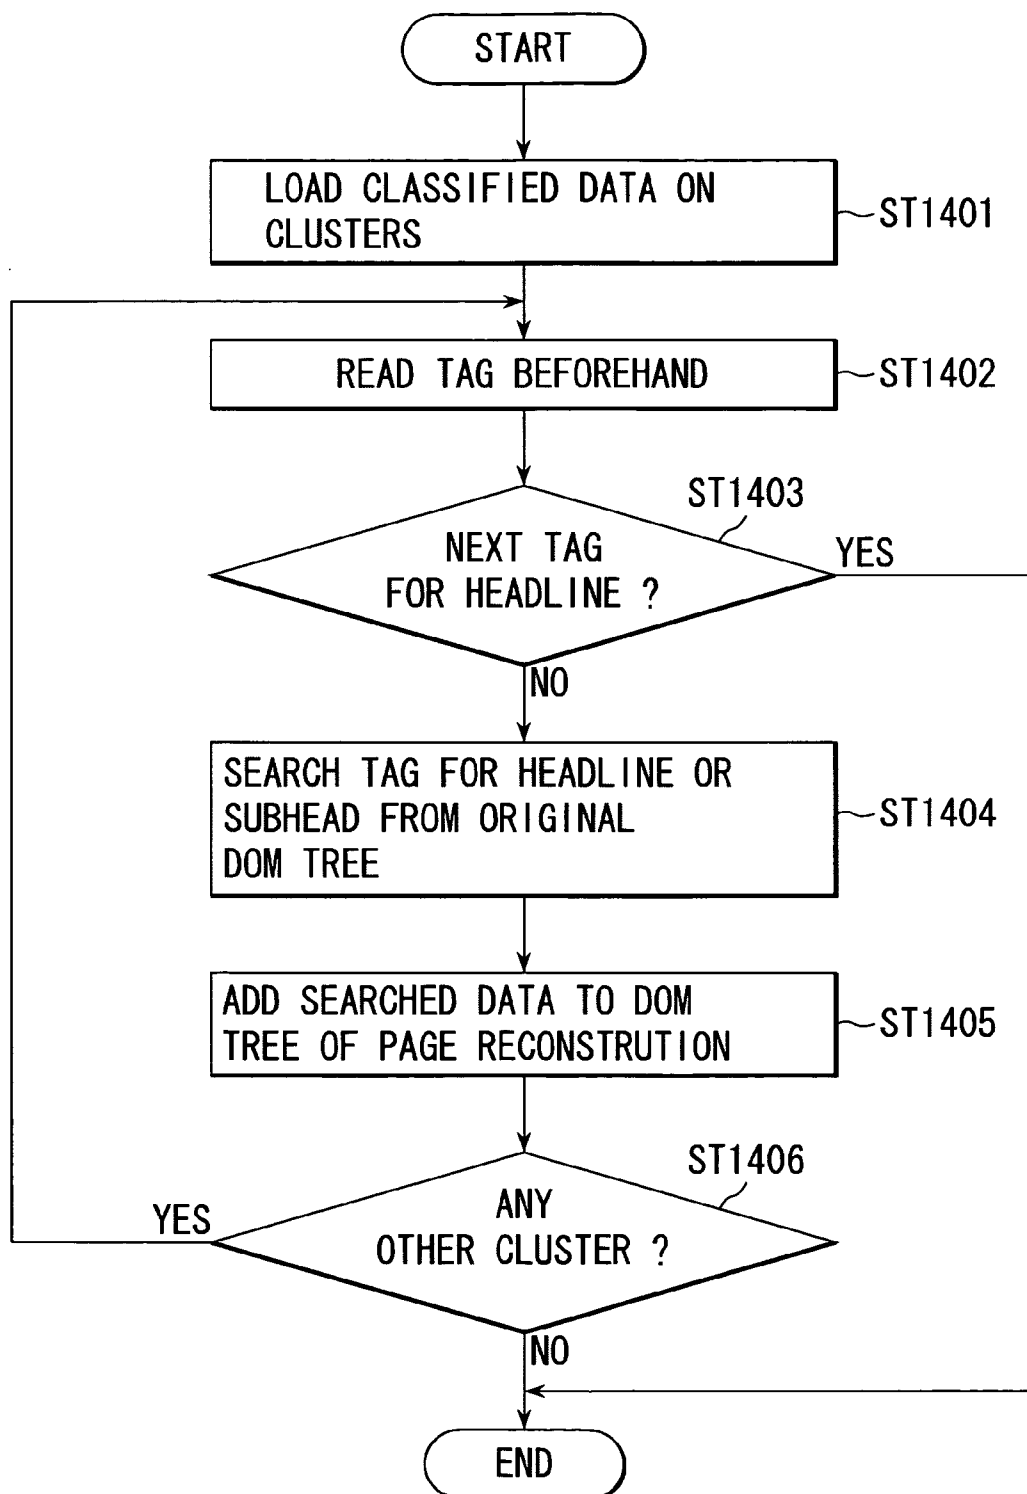 START
LOAD CLASSIFIED DATA ON
CLUSTERS
ST1401
READ TAG BEFOREHAND
ST1402
ST1403
NEXT TAG
FOR HEADLINE ?
YES
NO
SEARCH TAG FOR HEADLINE OR
SUBHEAD FROM ORIGINAL
DOM TREE
ST1404
ADD SEARCHED DATA TO DOM
TREE OF PAGE RECONSTRUTION
ST1405
ST1406
ANY
OTHER CLUSTER ?
YES
NO
END